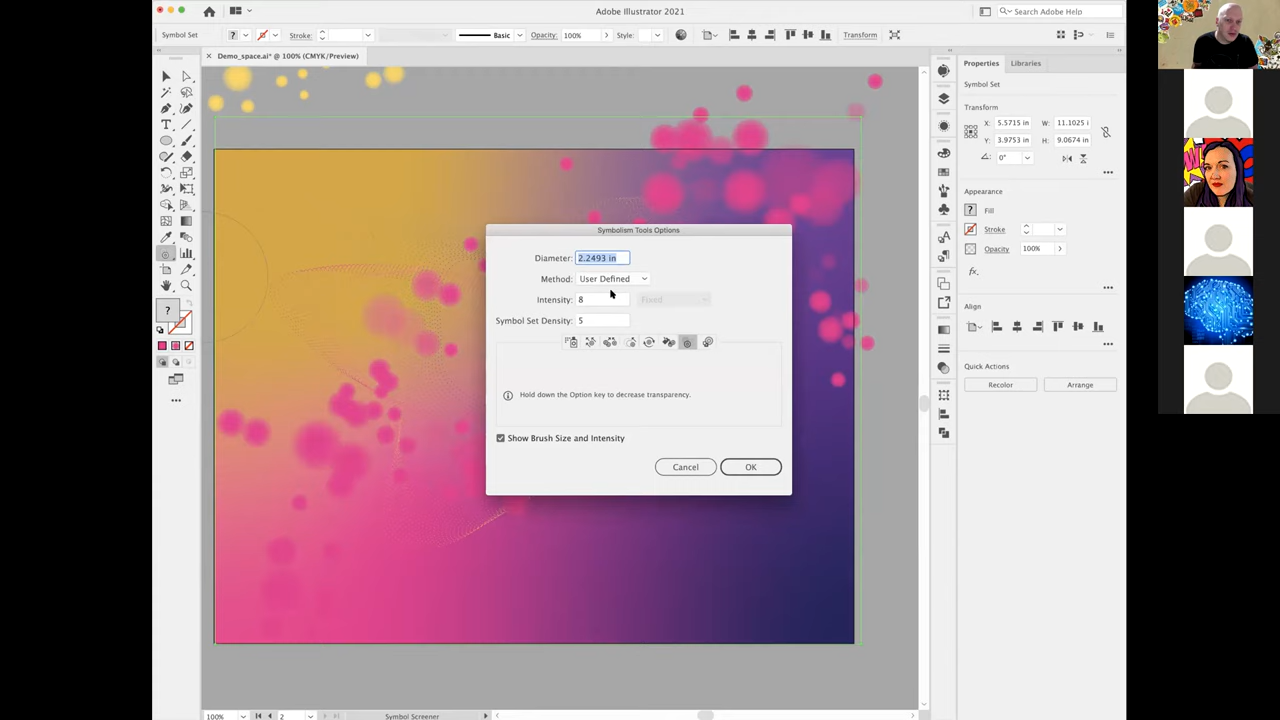 Adobe Illustrator 2021
Search Adobe Help
Symbol Set
?
Stroke:
Basic
Opacity:
100%
Style:
Transform
× Demo_space.ai* @ 100% (CMYK/Preview)
Properties
Libraries
Symbol Set
Transform
X:
5.5715 in
W:
11.1025 i
Y:
3.9753 in
H:
9.0674 in
0°
Appearance
?
Fill
Stroke
Opacity
100%
fx.
Align
Quick Actions
Recolor
Arrange
Symbolism Tools Options
Diameter:
2.2493 in
Method:
User Defined
Intensity:
8
Fixed
Symbol Set Density:
5
Hold down the Option key to decrease transparency.
Show Brush Size and Intensity
Cancel
OK
?
100%
2
Symbol Screener